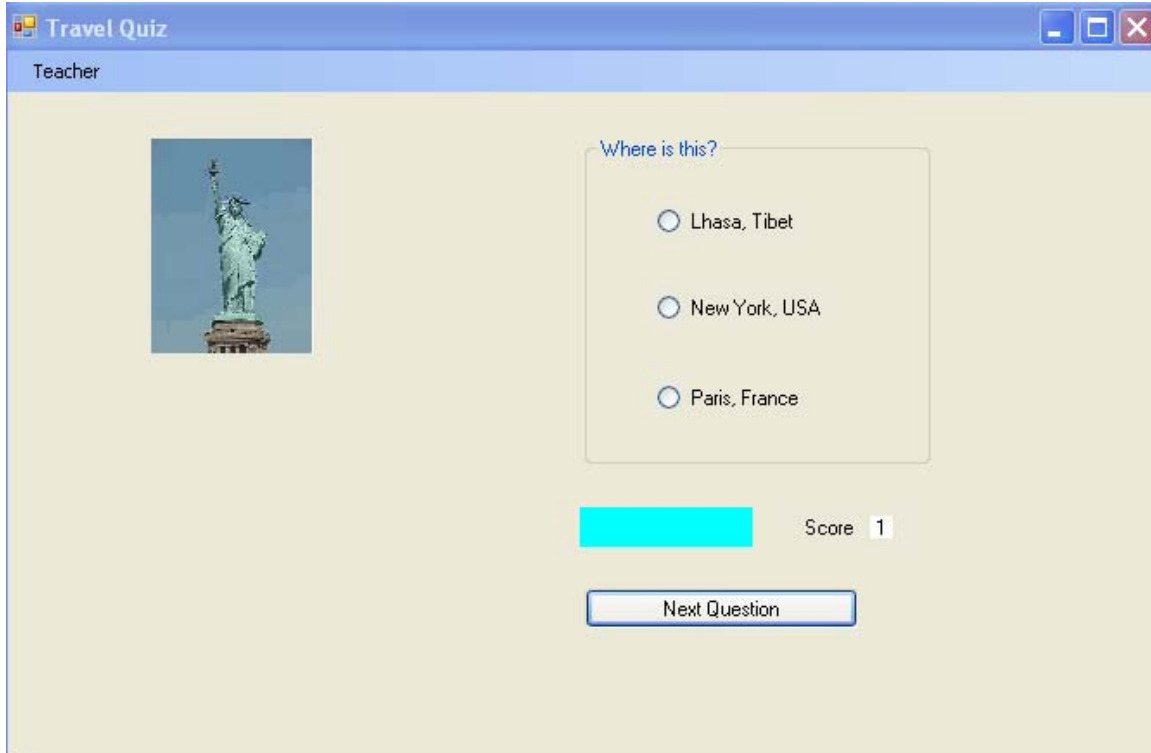 Travel Quiz
Teacher
Where is this?
Lhasa, Tibet
New York, USA
Paris, France
Score 1
Next Question